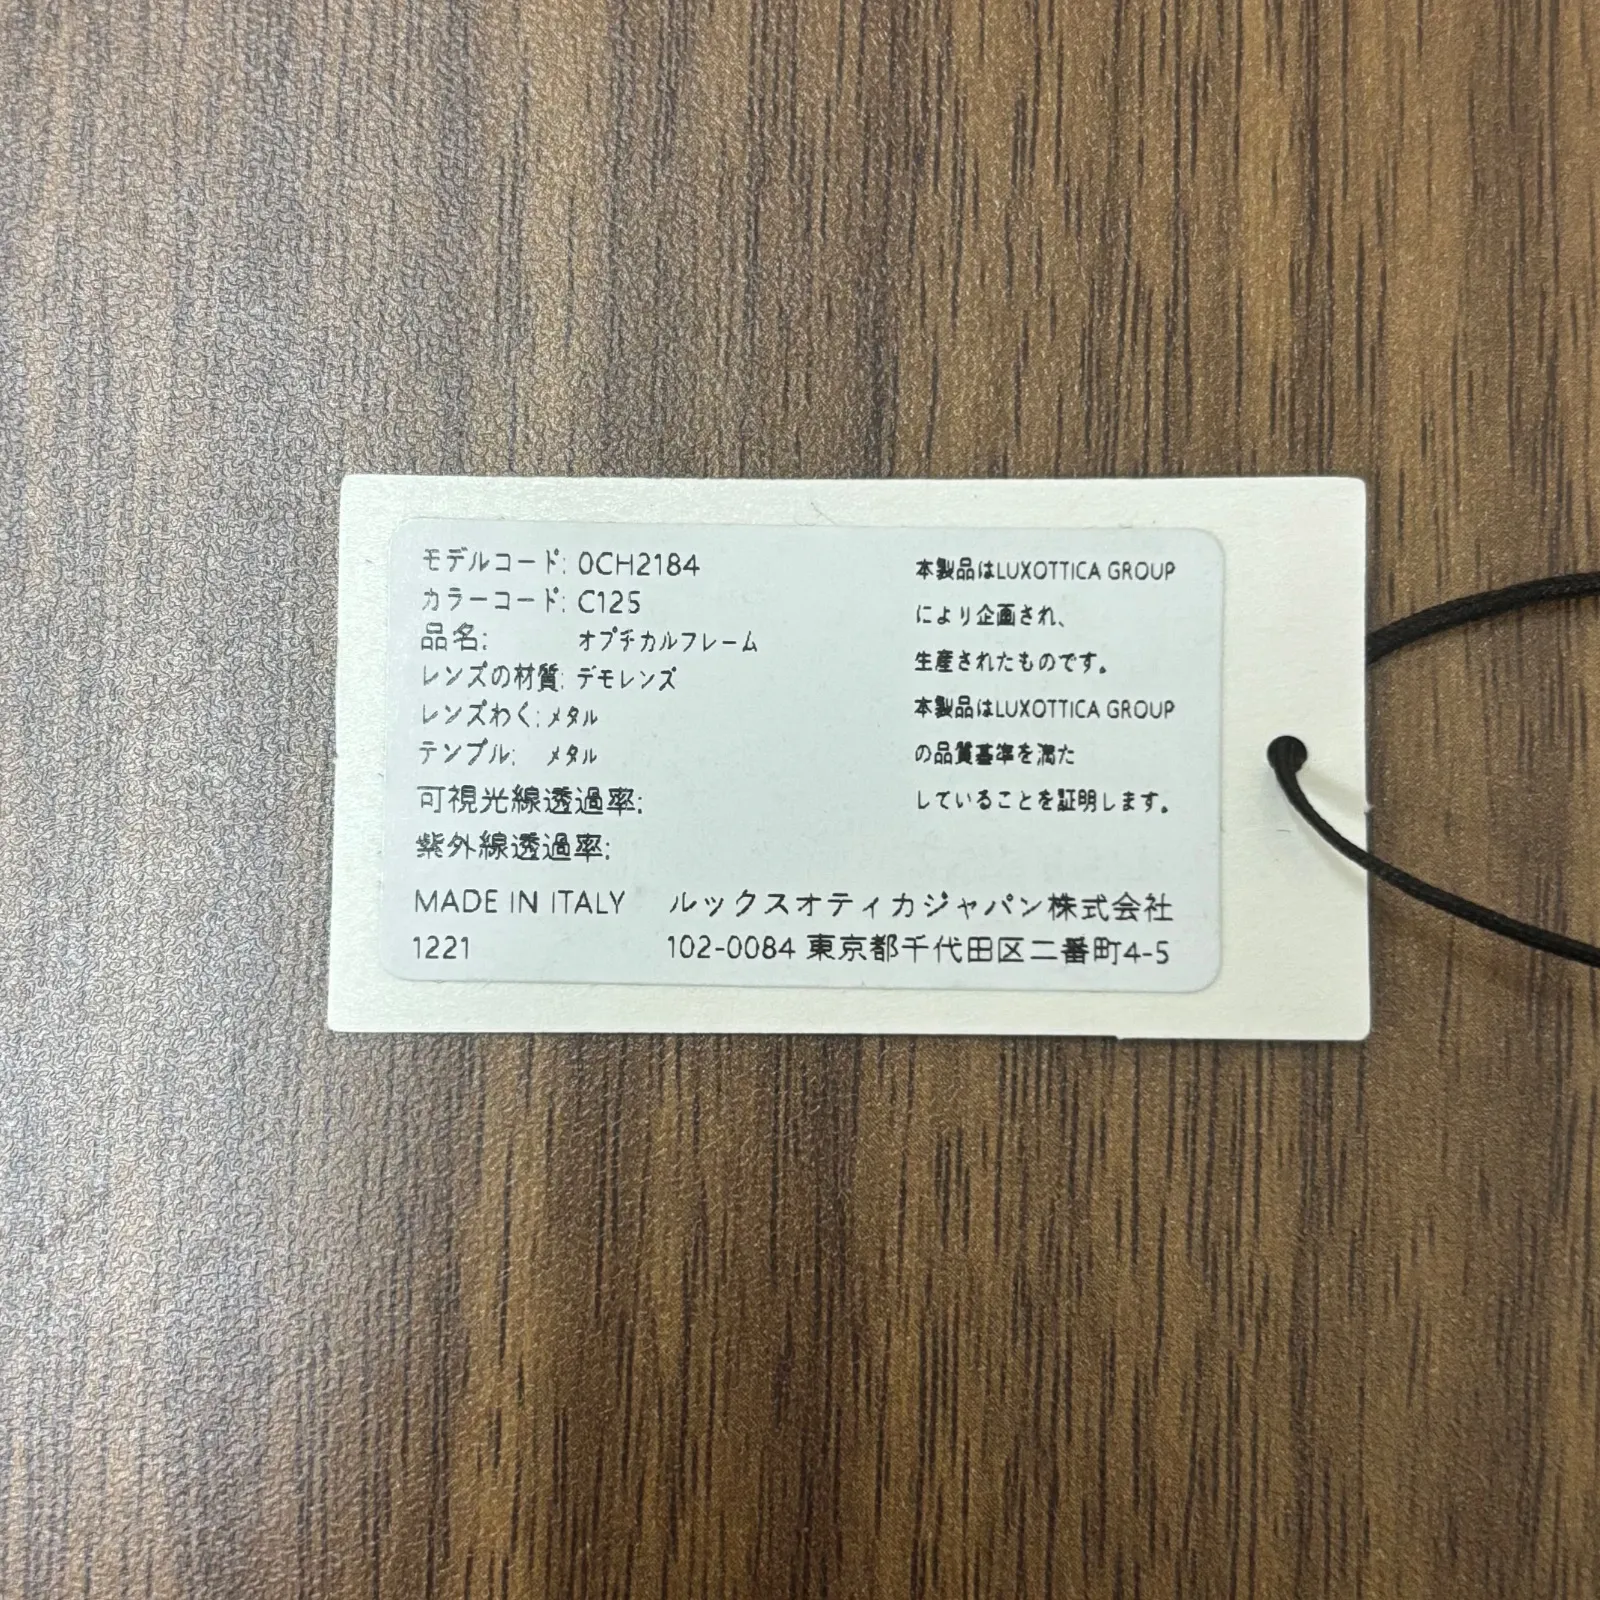 モデルコード: 0CH2184
カラーコード: C125
品名: オプチカルフレーム
レンズの材質: デモレンズ
レンズわく: メタル
テンプル: メタル
可視光線透過率:
紫外線透過率:
本製品はLUXOTTICA GROUP
により企画され、
生産されたものです。
本製品はLUXOTTICA GROUP
の品質基準を満た
していることを証明します。
MADE IN ITALY
1221
ルックスオティカジャパン株式会社
102-0084 東京都千代田区二番町4-5